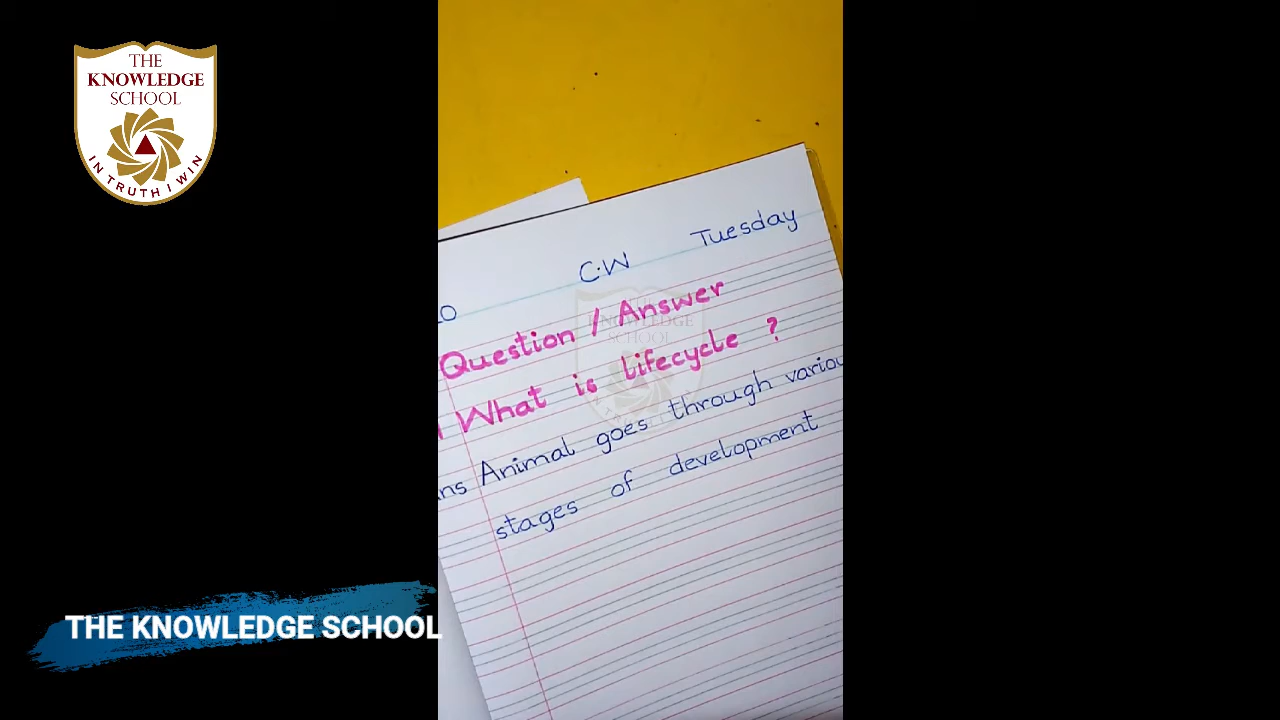 THE
KNOWLEDGE
SCHOOL
IN TRUTH I WIN
Tuesday
C.W
Question / Answer
What is lifecycle ?
Ans Animal goes through
stages of development
THE KNOWLEDGE SCHOOL